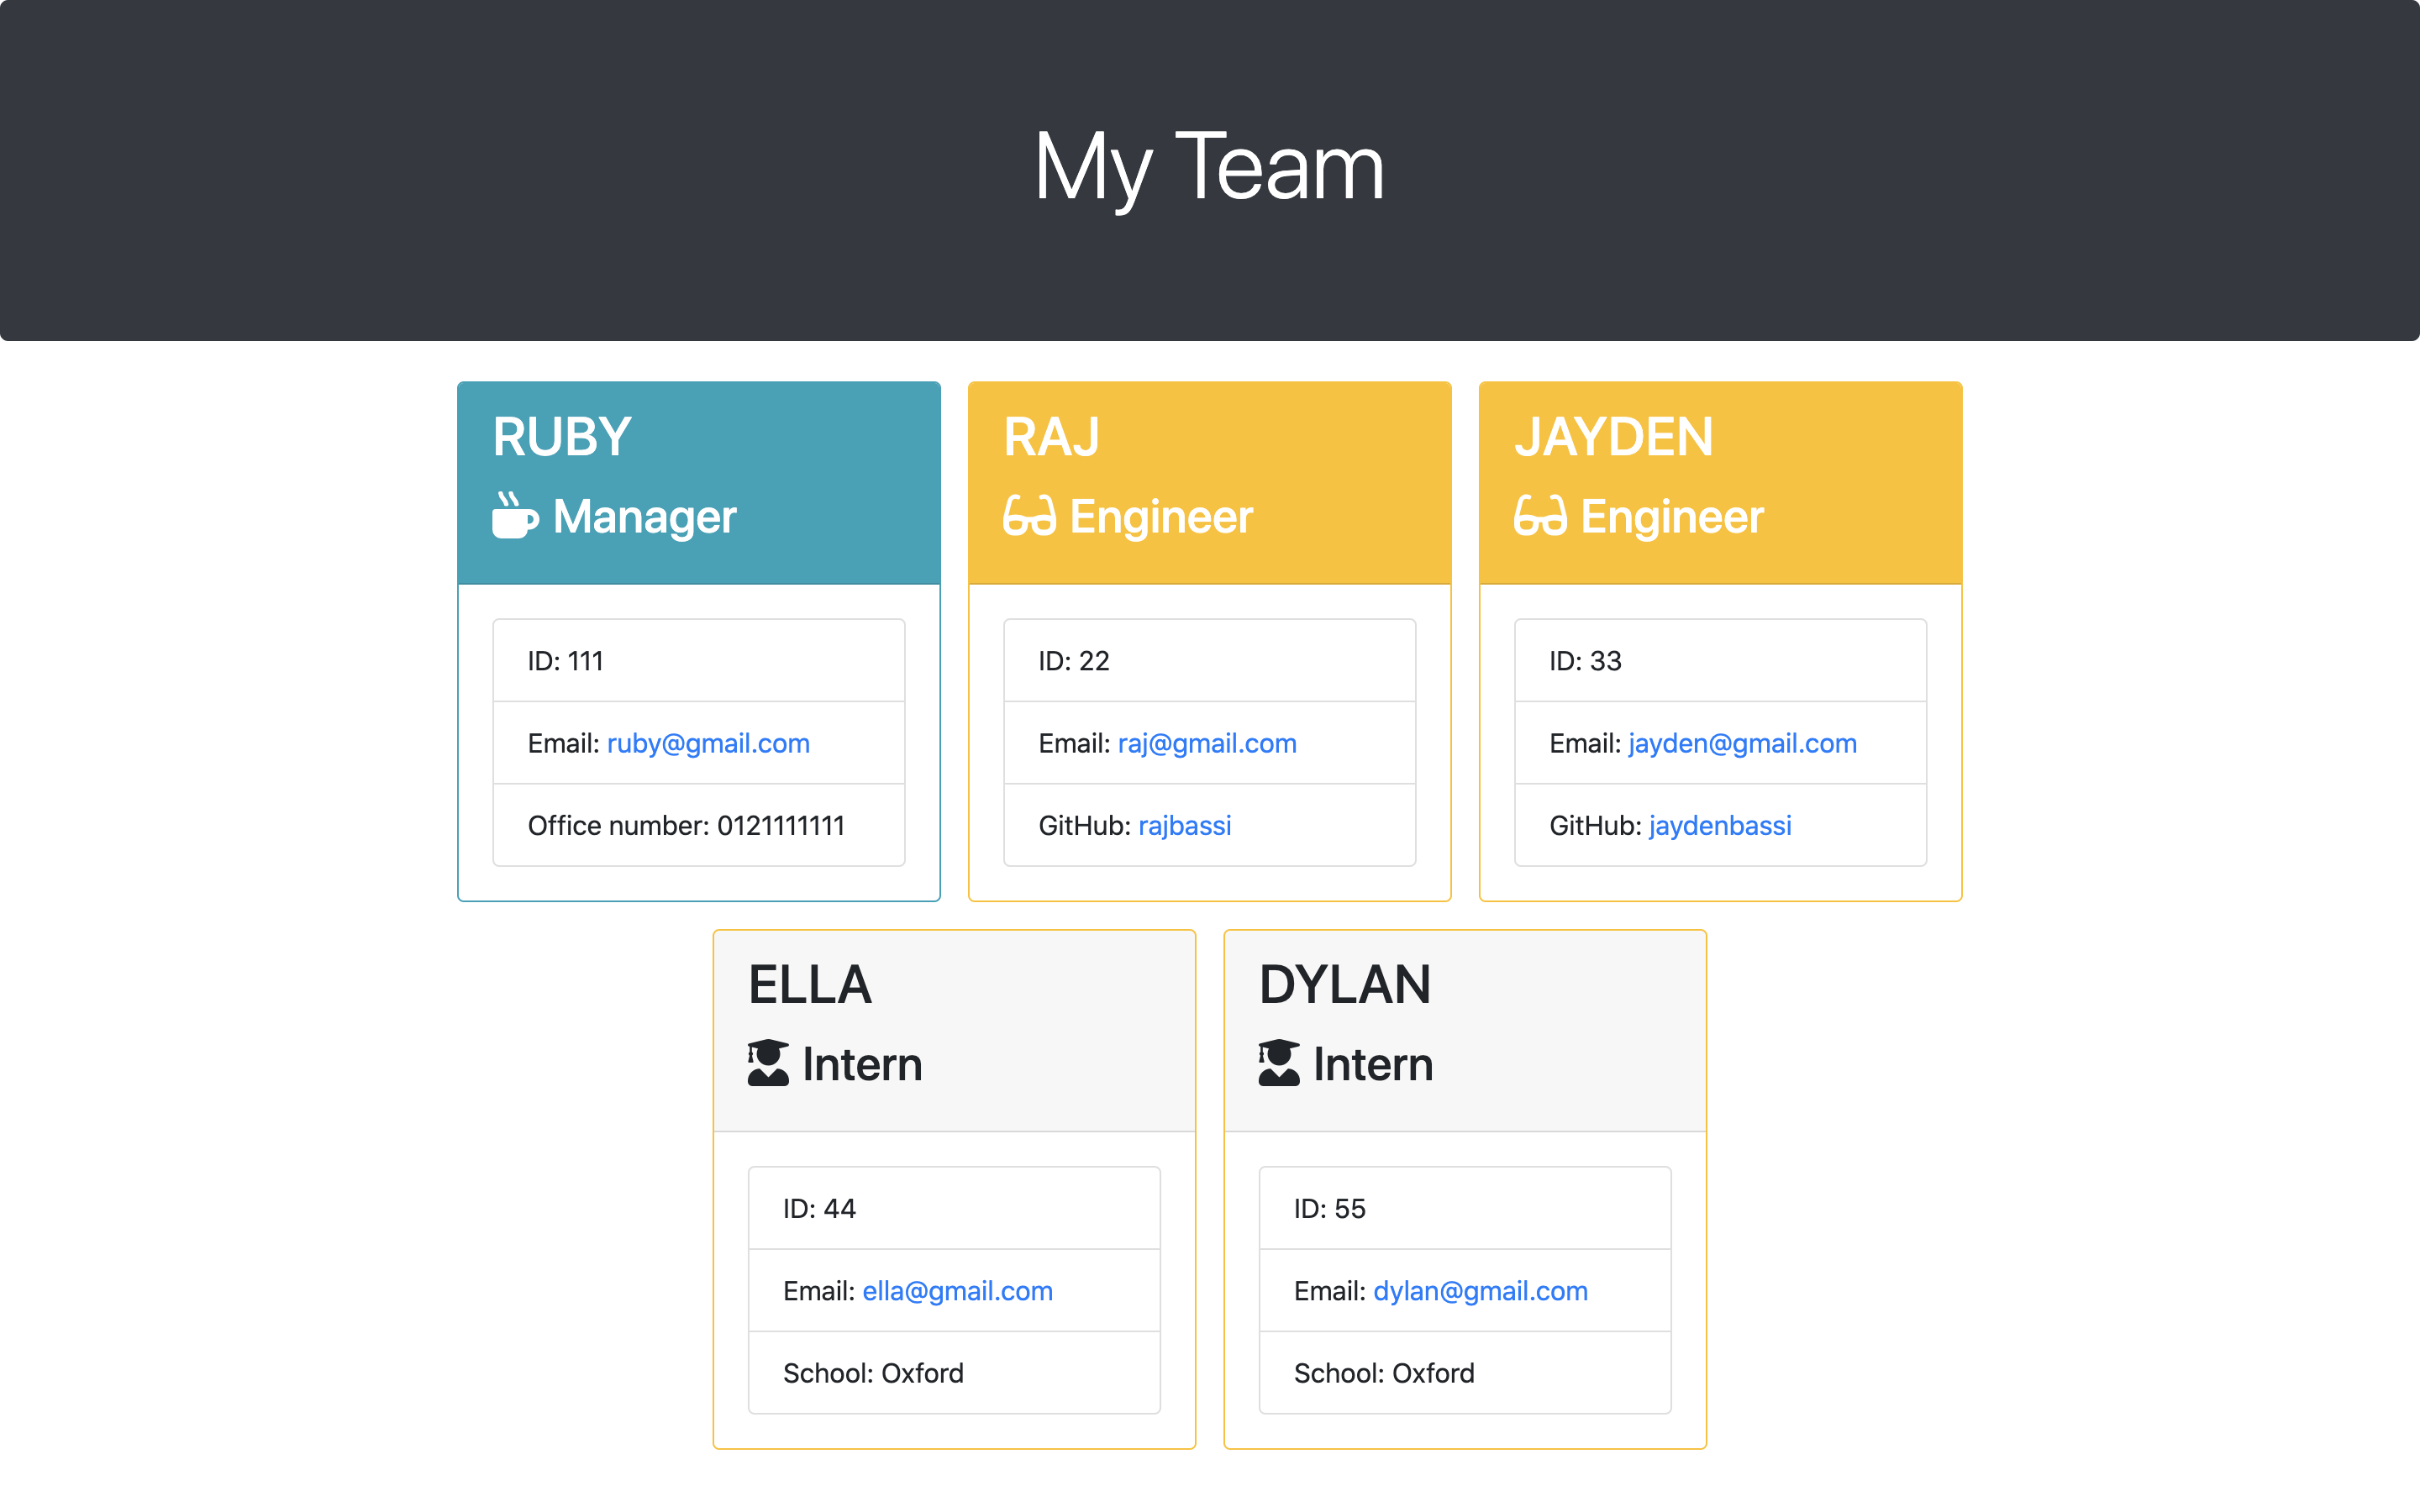 My Team
RUBY
Manager
ID: 111
Email: ruby@gmail.com
Office number: 0121111111
RAJ
Engineer
ID: 22
Email: raj@gmail.com
GitHub: rajbassi
JAYDEN
Engineer
ID: 33
Email: jayden@gmail.com
GitHub: jaydenbassi
ELLA
Intern
ID: 44
Email: ella@gmail.com
School: Oxford
DYLAN
Intern
ID: 55
Email: dylan@gmail.com
School: Oxford